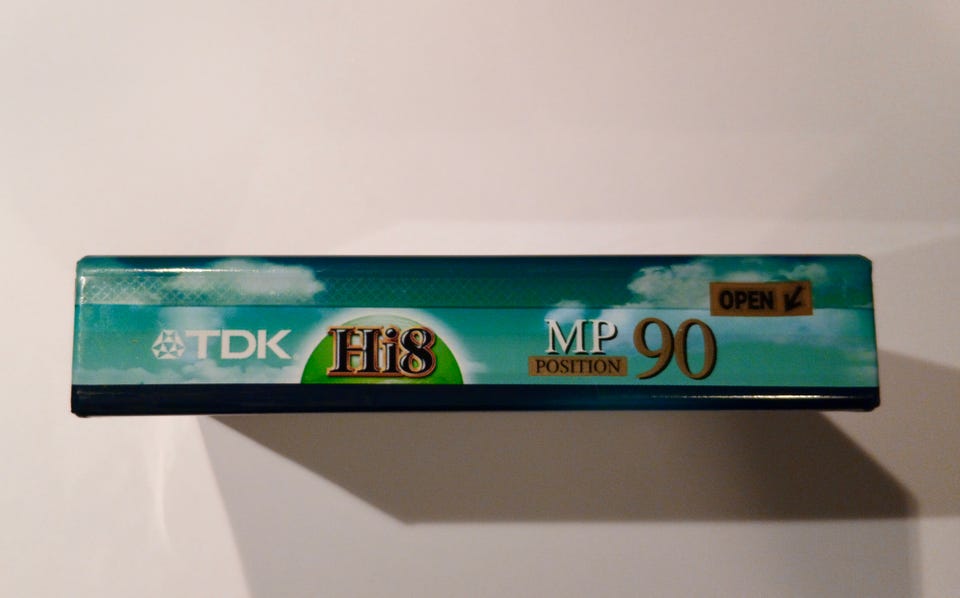 OPEN
TDK Hi8 MP 90
POSITION